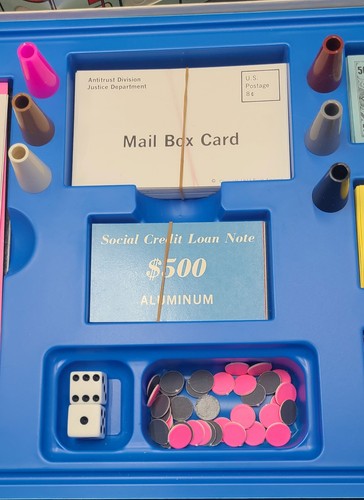 Antitrust Division
Justice Department
U.S.
Postage
8¢
Mail Box Card
Social Credit Loan Note
$500
ALUMINUM